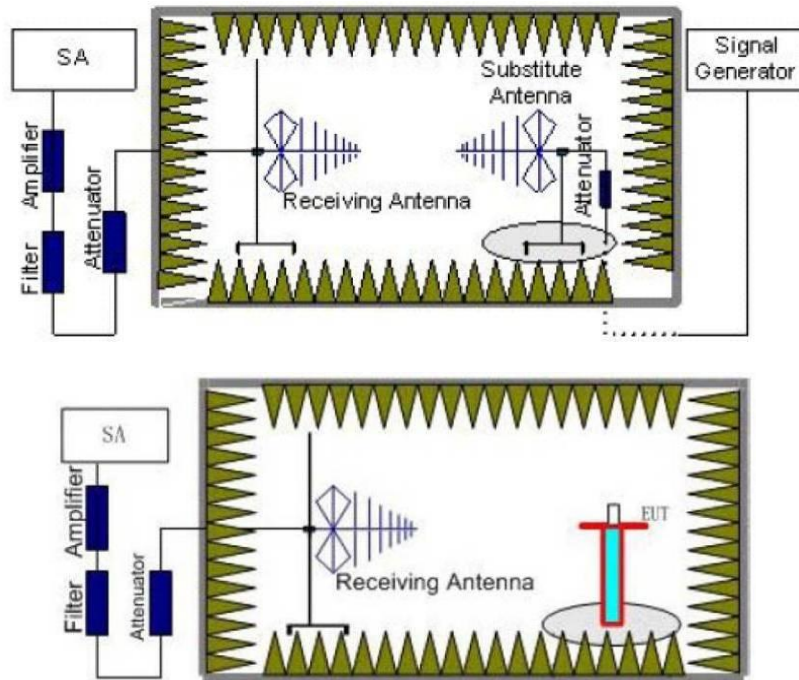 SA
Signal
Generator
Substitute
Antenna
Amplifier
Attenuator
Attenuator
Receiving Antenna
Filter
SA
Amplifier
EUT
Receiving Antenna
Filter
Attenuator